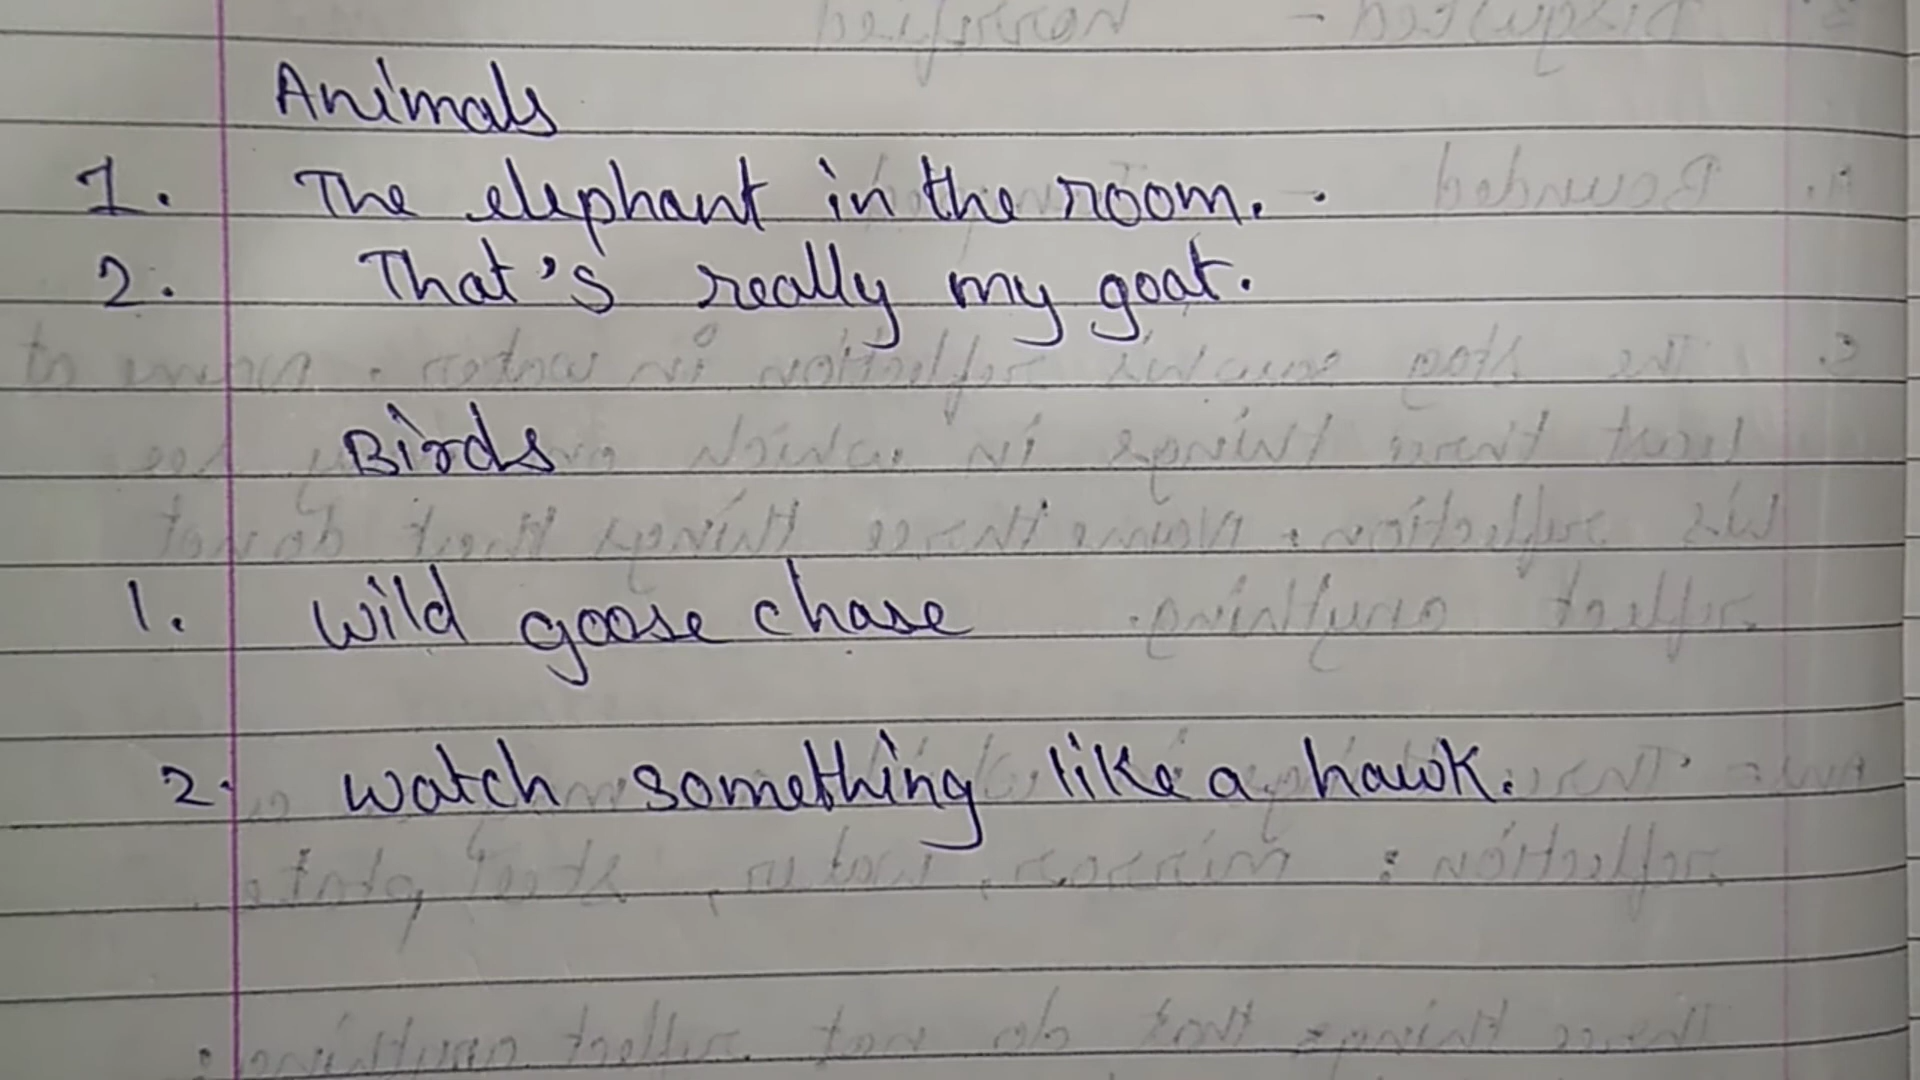 Animals
1. The elephant in the room.
2. That's really my goat.
Birds
1. Wild goose chase
2. Watch something like a hawk.